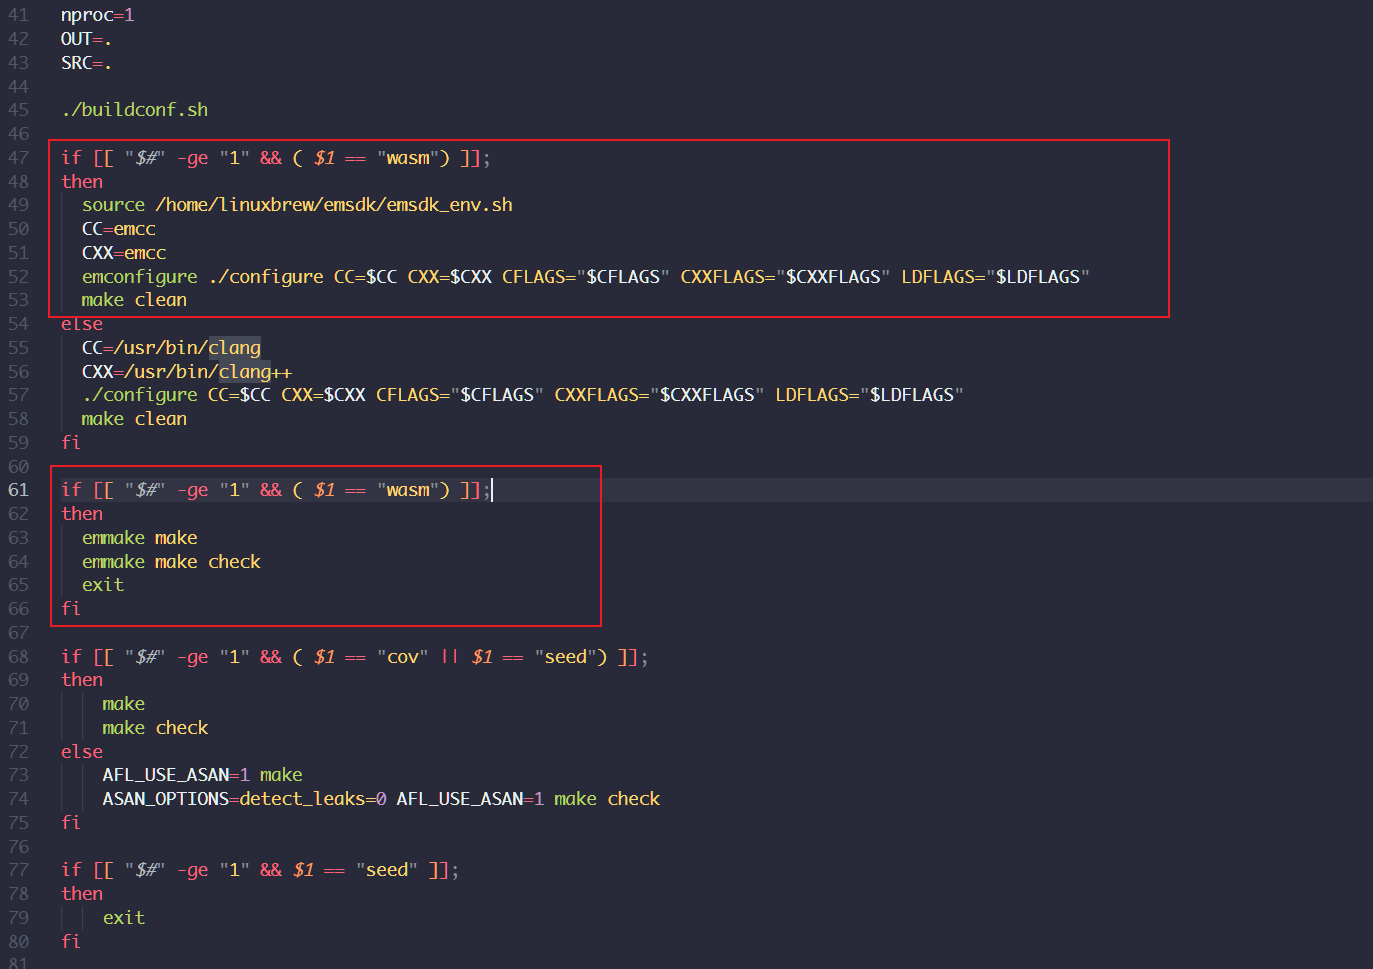 41 nproc=1
42 OUT=.
43 SRC=.
44
45 ./buildconf.sh
46
47 if [[ "$#" -ge "1" && ( $1 == "wasm") ]];
48 then
49 source /home/linuxbrew/emsdk/emsdk_env.sh
50 CC=emcc
51 CXX=emcc
52 emconfigure ./configure CC=$CC CXX=$CXX CFLAGS="$CFLAGS" CXXFLAGS="$CXXFLAGS" LDFLAGS="$LDFLAGS"
53 make clean
54 else
55 CC=/usr/bin/clang
56 CXX=/usr/bin/clang++
57 ./configure CC=$CC CXX=$CXX CFLAGS="$CFLAGS" CXXFLAGS="$CXXFLAGS" LDFLAGS="$LDFLAGS"
58 make clean
59 fi
60
61 if [[ "$#" -ge "1" && ( $1 == "wasm") ]];
62 then
63 emmake make
64 emmake make check
65 exit
66 fi
67
68 if [[ "$#" -ge "1" && ( $1 == "cov" || $1 == "seed") ]];
69 then
70 make
71 make check
72 else
73 AFL_USE_ASAN=1 make
74 ASAN_OPTIONS=detect_leaks=0 AFL_USE_ASAN=1 make check
75 fi
76
77 if [[ "$#" -ge "1" && $1 == "seed" ]];
78 then
79 exit
80 fi
81